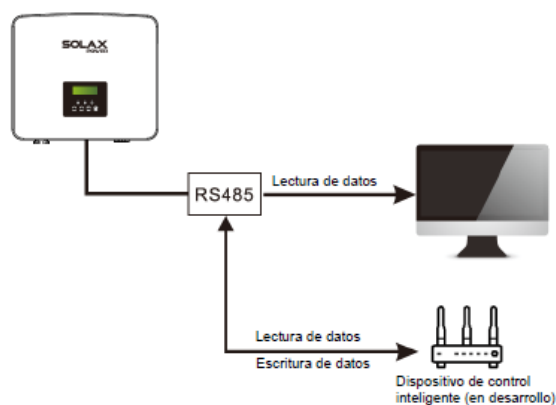 SOLAX
POWER
RS485
Lectura de datos
Lectura de datos
Escritura de datos
Dispositivo de control
inteligente (en desarrollo)